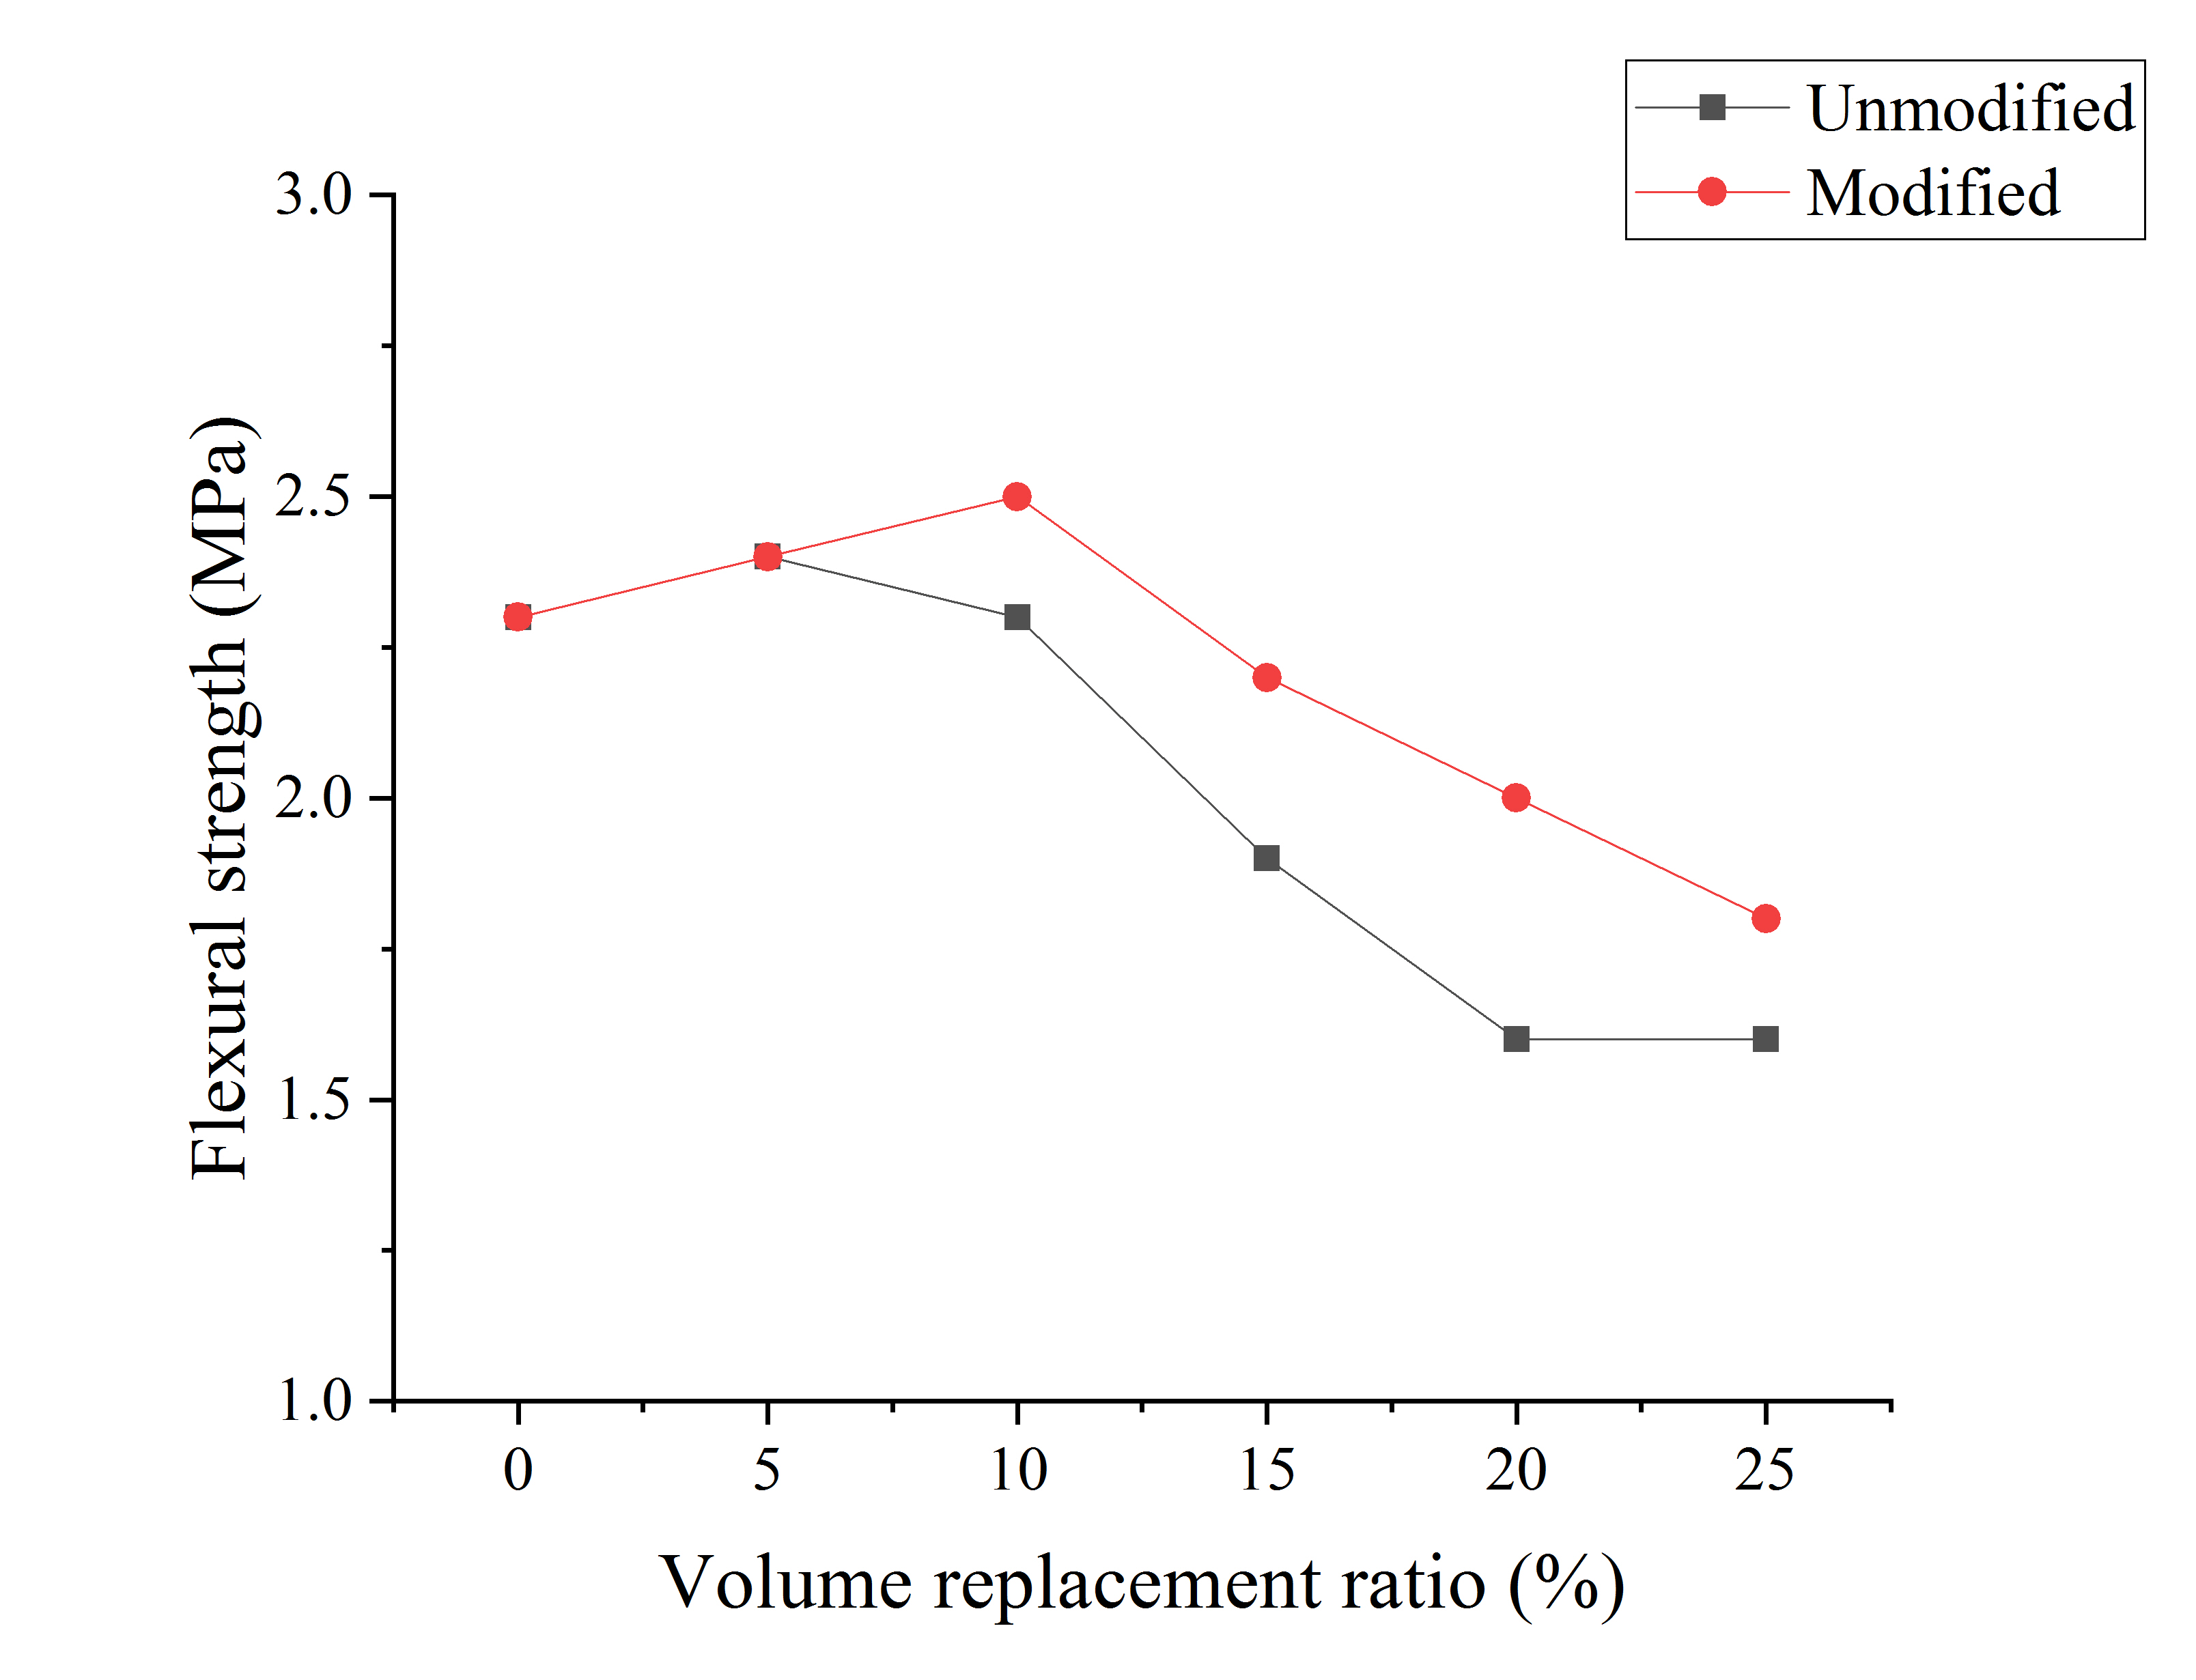 Unmodified
Modified
3.0
2.5
2.0
1.5
1.0
Flexural strength (MPa)
0 5 10 15 20 25
Volume replacement ratio (%)